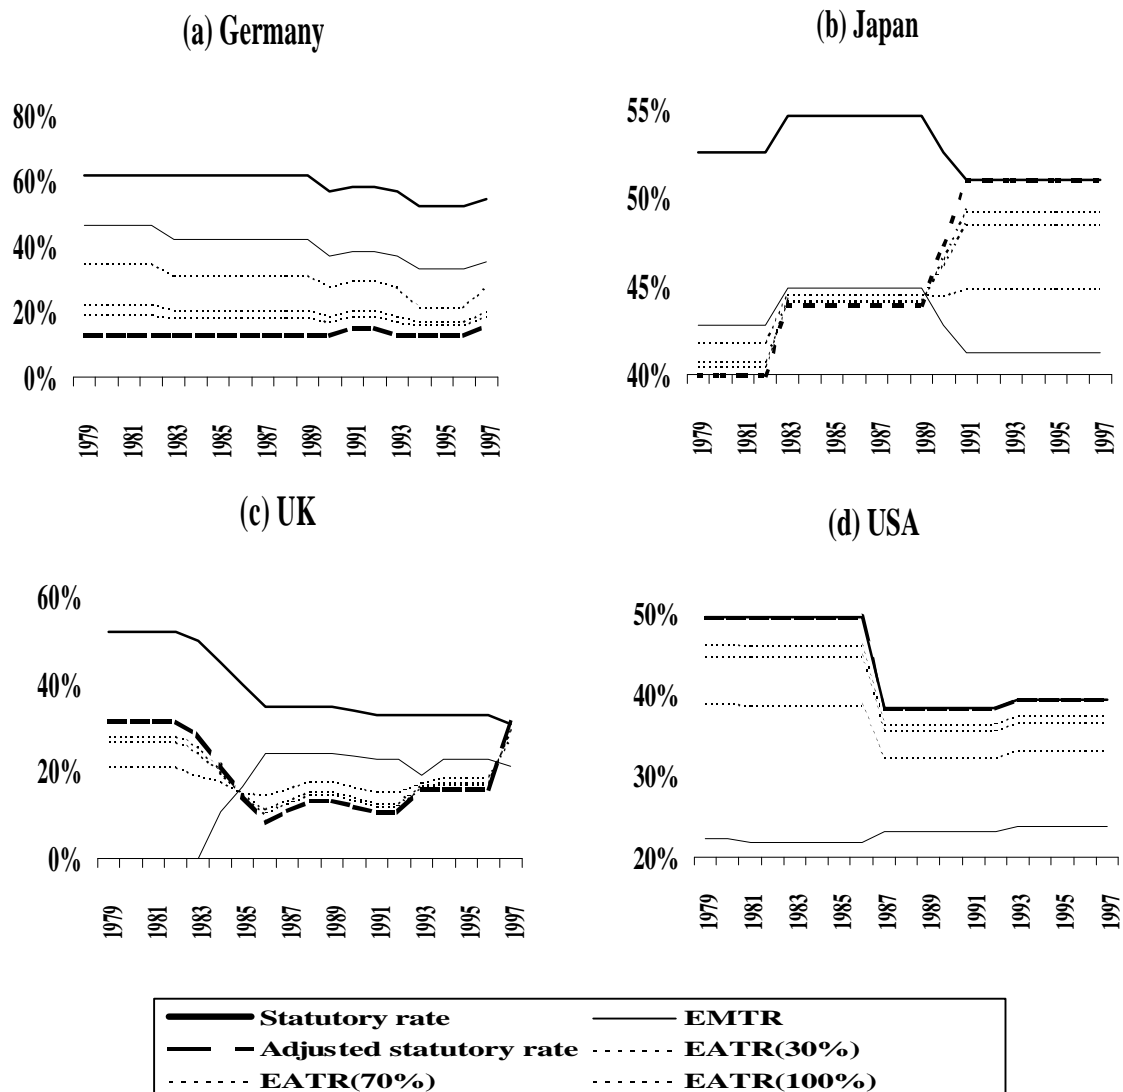 (a) Germany
80%
60%
40%
20%
0%
1979 1981 1983 1985 1987 1989 1991 1993 1995 1997
(b) Japan
55%
50%
45%
40%
1979 1981 1983 1985 1987 1989 1991 1993 1995 1997
(c) UK
60%
40%
20%
0%
1979 1981 1983 1985 1987 1989 1991 1993 1995 1997
(d) USA
50%
40%
30%
20%
1979 1981 1983 1985 1987 1989 1991 1993 1995 1997
Statutory rate EMTR
Adjusted statutory rate EATR(30%)
EATR(70%) EATR(100%)